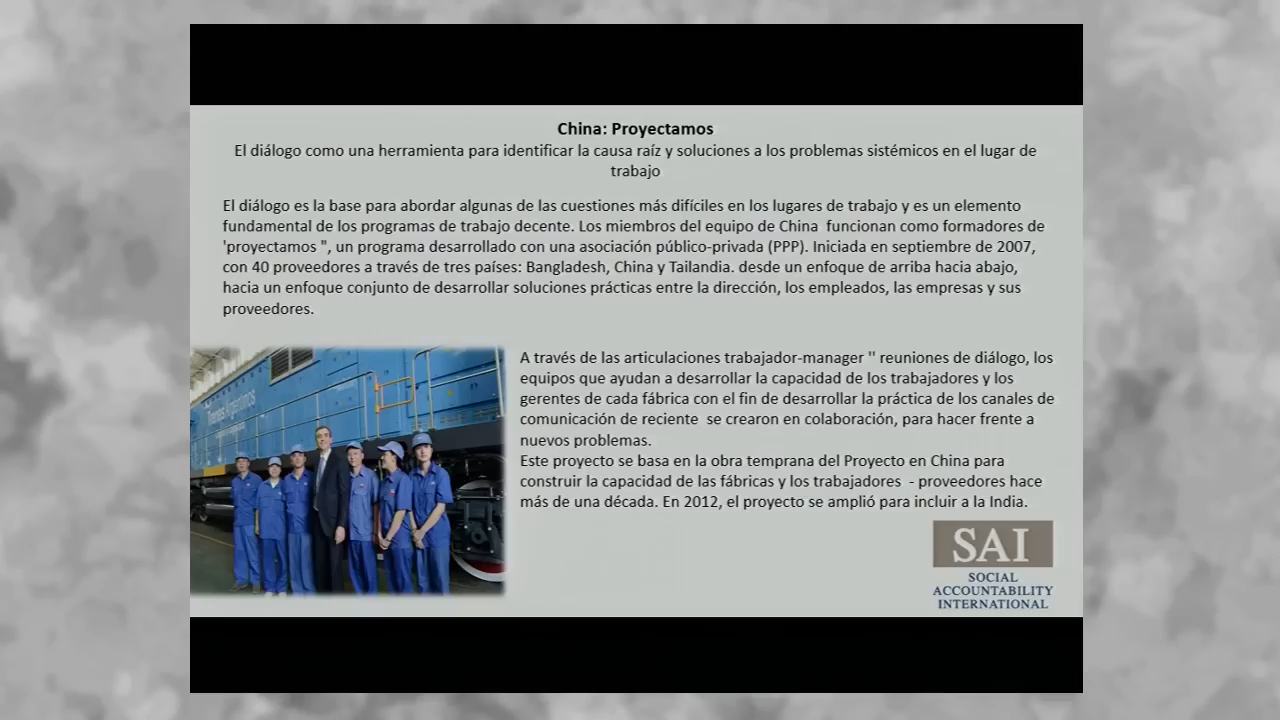 China: Proyectamos
El diálogo como una herramienta para identificar la causa raíz y soluciones a los problemas sistémicos en el lugar de
trabajo
El diálogo es la base para abordar algunas de las cuestiones más difíciles en los lugares de trabajo y es un elemento
fundamental de los programas de trabajo decente. Los miembros del equipo de China  funcionan como formadores de
'proyectamos ", un programa desarrollado con una asociación público-privada (PPP). Iniciada en septiembre de 2007,
con 40 proveedores a través de tres países: Bangladesh, China y Tailandia. desde un enfoque de arriba hacia abajo,
hacia un enfoque conjunto de desarrollar soluciones prácticas entre la dirección, los empleados, las empresas y sus
proveedores.
Trenes Argentinos
A través de las articulaciones trabajador-manager " reuniones de diálogo, los
equipos que ayudan a desarrollar la capacidad de los trabajadores y los
gerentes de cada fábrica con el fin de desarrollar la práctica de los canales de
comunicación de reciente  se crearon en colaboración, para hacer frente a
nuevos problemas.
Este proyecto se basa en la obra temprana del Proyecto en China para
construir la capacidad de las fábricas y los trabajadores  - proveedores hace
más de una década. En 2012, el proyecto se amplió para incluir a la India.
SAI
SOCIAL
ACCOUNTABILITY
INTERNATIONAL